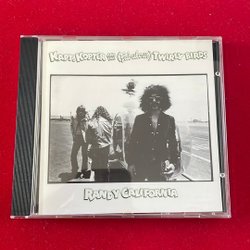 KAPT. KOPTER AND THE (fabulous) TWIRLY BIRDS
RANDY CALIFORNIA